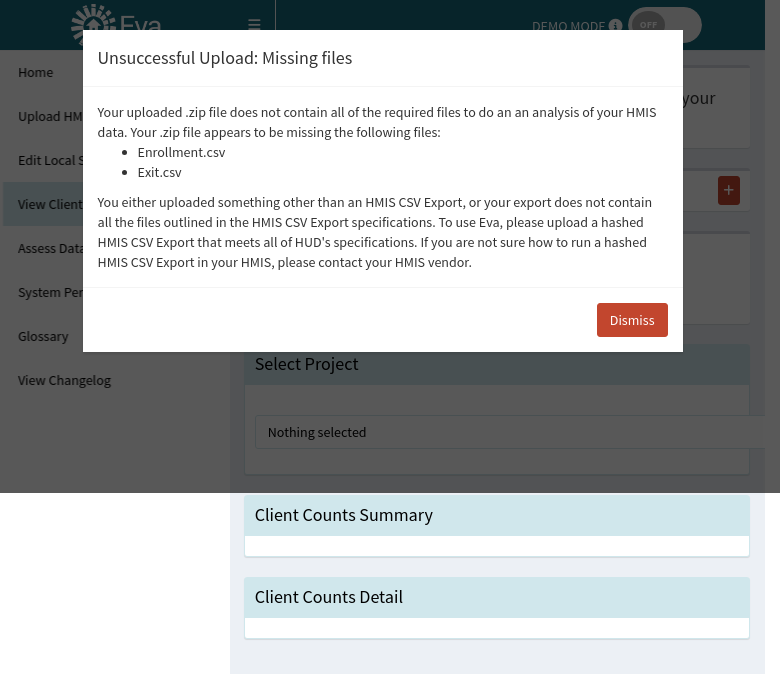 Eva
DEMO MODE
OFF
Unsuccessful Upload: Missing files
Your uploaded .zip file does not contain all of the required files to do an an analysis of your HMIS
data. Your .zip file appears to be missing the following files:
Enrollment.csv
Exit.csv
You either uploaded something other than an HMIS CSV Export, or your export does not contain
all the files outlined in the HMIS CSV Export specifications. To use Eva, please upload a hashed
HMIS CSV Export that meets all of HUD's specifications. If you are not sure how to run a hashed
HMIS CSV Export in your HMIS, please contact your HMIS vendor.
Dismiss
Home
Upload HM
Edit Local S
View Client
Assess Data
System Per
Glossary
View Changelog
your
+
Select Project
Nothing selected
Client Counts Summary
Client Counts Detail